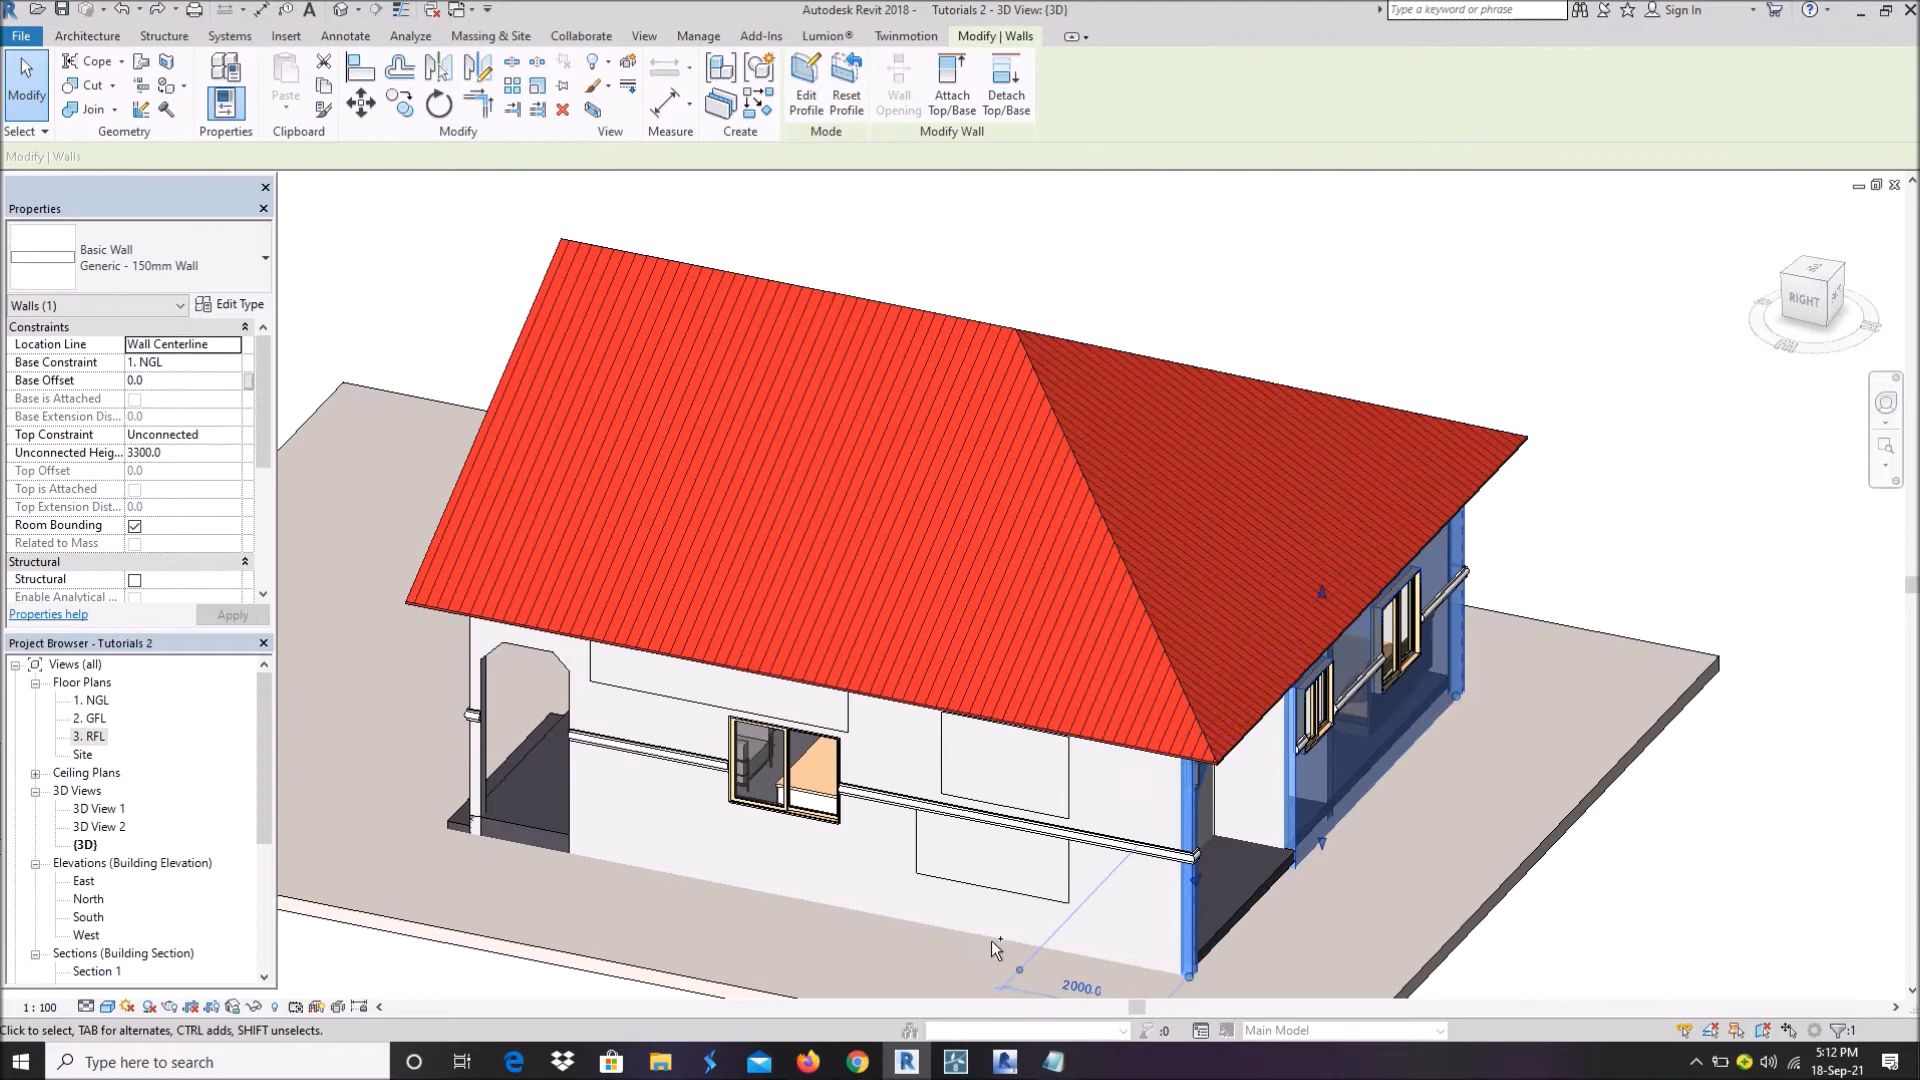 Autodesk Revit 2018 -    Tutorials 2 - 3D View: {3D}
Type a keyword or phrase
Sign In
File
Architecture
Structure
Systems
Insert
Annotate
Analyze
Massing & Site
Collaborate
View
Manage
Add-Ins
Lumion®
Twinmotion
Modify | Walls
Modify
Cope
Cut
Join
Paste
Edit Profile
Reset Profile
Wall Opening
Attach Top/Base
Detach Top/Base
Select
Geometry
Properties
Clipboard
Modify
View
Measure
Create
Mode
Modify Wall
Modify | Walls
Properties
Basic Wall
Generic - 150mm Wall
Walls (1)
Edit Type
Constraints
Location Line Wall Centerline
Base Constraint 1. NGL
Base Offset 0.0
Base is Attached
Base Extension Dis... 0.0
Top Constraint Unconnected
Unconnected Heig... 3300.0
Top Offset 0.0
Top is Attached
Top Extension Dist... 0.0
Room Bounding
Related to Mass
Structural
Structural
Enable Analytical ...
Properties help
Apply
Project Browser - Tutorials 2
Views (all)
Floor Plans
1. NGL
2. GFL
3. RFL
Site
Ceiling Plans
3D Views
3D View 1
3D View 2
{3D}
Elevations (Building Elevation)
East
North
South
West
Sections (Building Section)
Section 1
RIGHT
2000.0
1 : 100
Click to select, TAB for alternates, CTRL adds, SHIFT unselects.
:0
Main Model
:1
Type here to search
5:12 PM
18-Sep-21